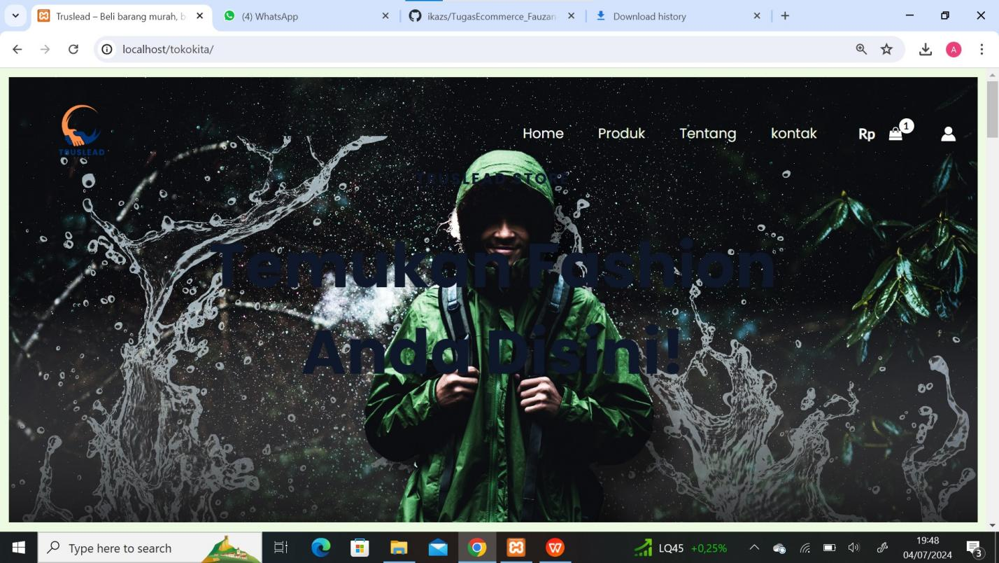 Truslead – Beli barang murah, b
(4) WhatsApp
ikazs/TugasEcommerce_Fauzan
Download history
localhost/tokokita/
A
TRUSLEAD
Home
Produk
Tentang
kontak
Rp
1
TRUSLEAD STORE
Temukan Fashion
Anda Disini!
Type here to search
LQ45 +0,25%
19:48
04/07/2024
3